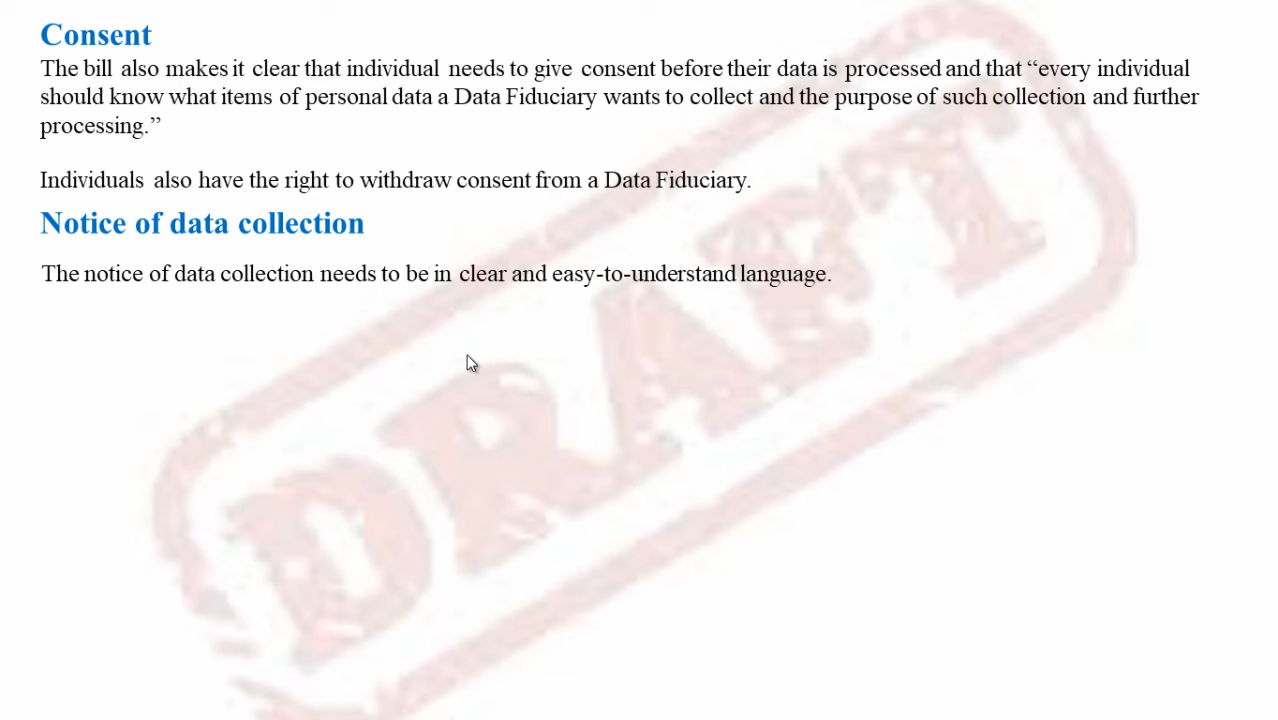 Consent
The bill also makes it clear that individual needs to give consent before their data is processed and that “every individual
should know what items of personal data a Data Fiduciary wants to collect and the purpose of such collection and further
processing.”
Individuals also have the right to withdraw consent from a Data Fiduciary.
Notice of data collection
The notice of data collection needs to be in clear and easy-to-understand language.
DRAFT